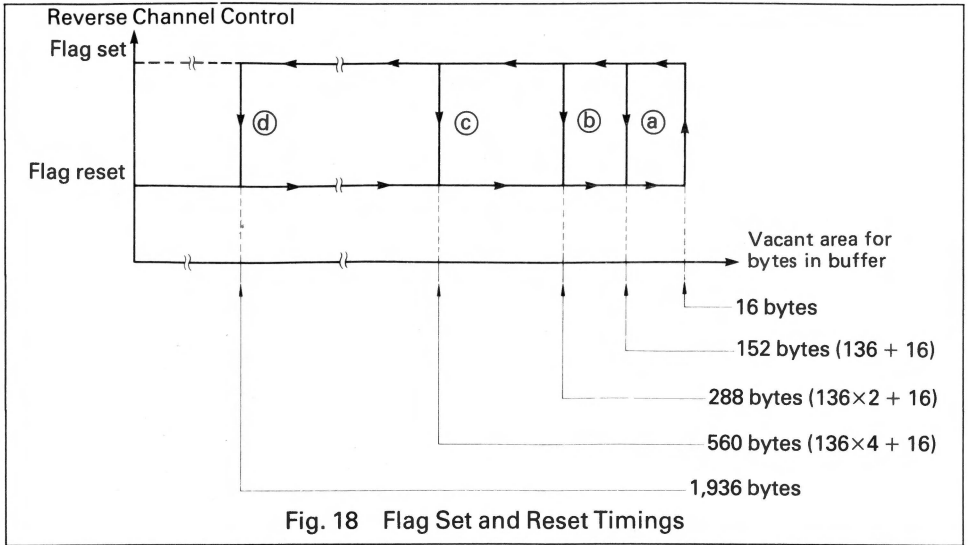 Reverse Channel Control
Flag set
ⓓ
ⓒ
ⓑ
ⓐ
Flag reset
Vacant area for
bytes in buffer
16 bytes
152 bytes (136 + 16)
288 bytes (136×2 + 16)
560 bytes (136×4 + 16)
1,936 bytes
Fig. 18 Flag Set and Reset Timings